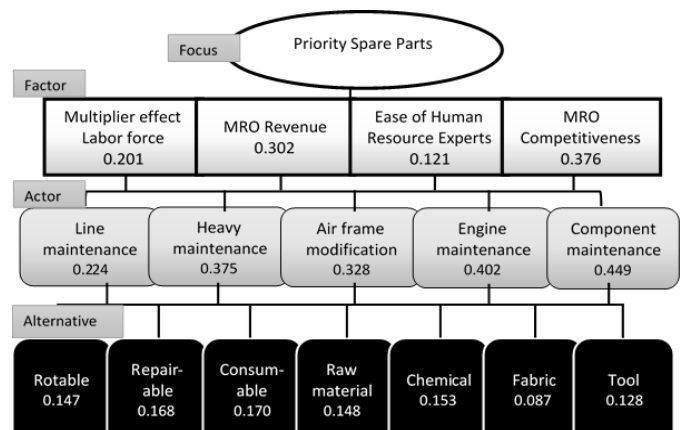 Focus
Priority Spare Parts
Factor
Multiplier effect
Labor force
0.201
MRO Revenue
0.302
Ease of Human
Resource Experts
0.121
MRO
Competitiveness
0.376
Actor
Line
maintenance
0.224
Heavy
maintenance
0.375
Air frame
modification
0.328
Engine
maintenance
0.402
Component
maintenance
0.449
Alternative
Rotable
0.147
Repair-
able
0.168
Consum-
able
0.170
Raw
material
0.148
Chemical
0.153
Fabric
0.087
Tool
0.128